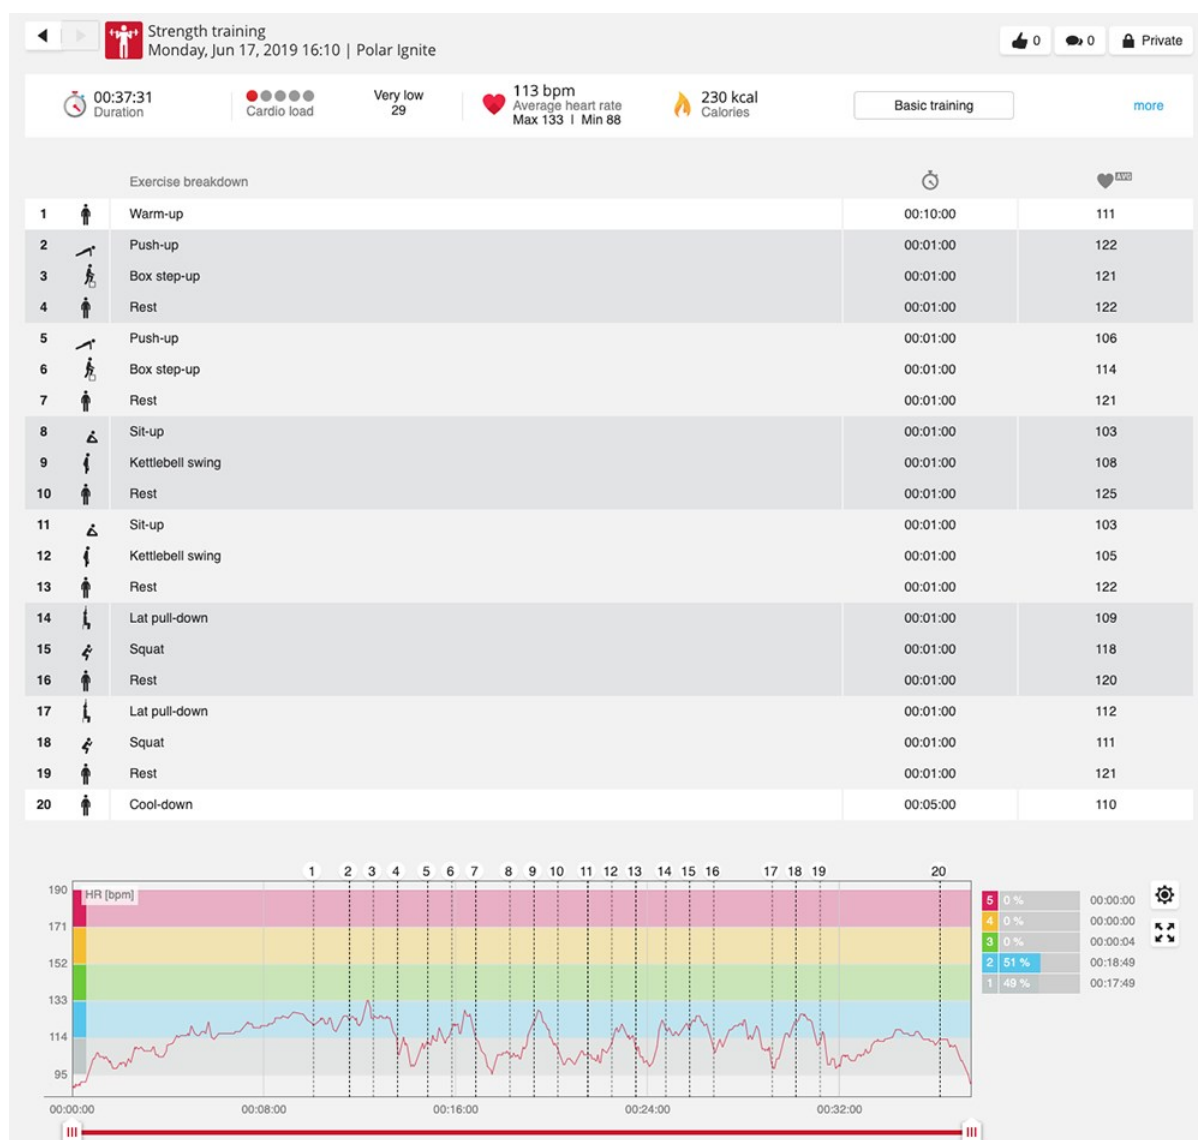 Strength training
Monday, Jun 17, 2019 16:10 | Polar Ignite
0 0 Private
00:37:31
Duration
Cardio load
Very low
29
113 bpm
Average heart rate
Max 133 | Min 88
230 kcal
Calories
Basic training
more
Exercise breakdown AVG
1 Warm-up 00:10:00 111
2 Push-up 00:01:00 122
3 Box step-up 00:01:00 121
4 Rest 00:01:00 122
5 Push-up 00:01:00 106
6 Box step-up 00:01:00 114
7 Rest 00:01:00 121
8 Sit-up 00:01:00 103
9 Kettlebell swing 00:01:00 108
10 Rest 00:01:00 125
11 Sit-up 00:01:00 103
12 Kettlebell swing 00:01:00 105
13 Rest 00:01:00 122
14 Lat pull-down 00:01:00 109
15 Squat 00:01:00 118
16 Rest 00:01:00 120
17 Lat pull-down 00:01:00 112
18 Squat 00:01:00 111
19 Rest 00:01:00 121
20 Cool-down 00:05:00 110
1 2 3 4 5 6 7 8 9 10 11 12 13 14 15 16 17 18 19 20
HR [bpm]
190
171
152
133
114
95
00:00:00 00:08:00 00:16:00 00:24:00 00:32:00
5 0 % 00:00:00
4 0 % 00:00:00
3 0 % 00:00:04
2 51 % 00:18:49
1 49 % 00:17:49